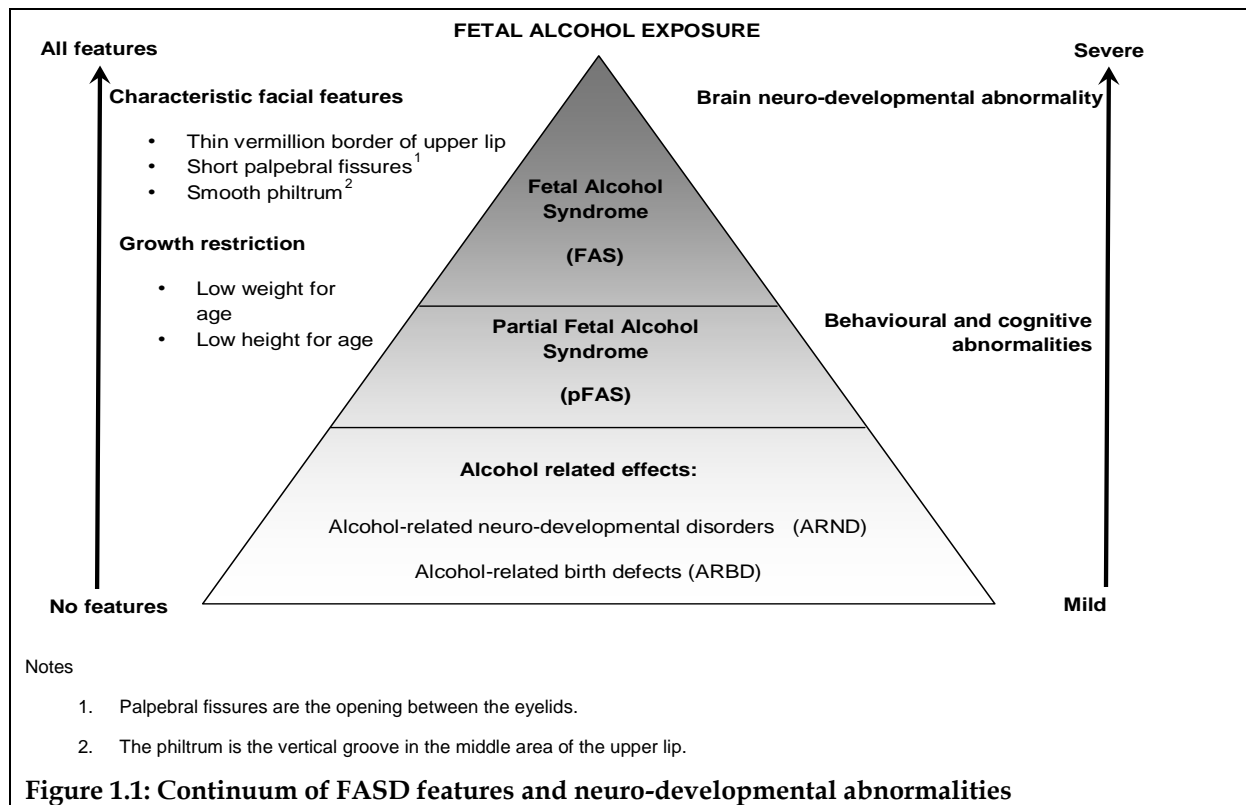 FETAL ALCOHOL EXPOSURE
All features
Severe
Characteristic facial features
• Thin vermillion border of upper lip
• Short palpebral fissures1
• Smooth philtrum2
Growth restriction
• Low weight for
age
• Low height for age
No features
Fetal Alcohol
Syndrome
(FAS)
Partial Fetal Alcohol
Syndrome
(pFAS)
Alcohol related effects:
Alcohol-related neuro-developmental disorders (ARND)
Alcohol-related birth defects (ARBD)
Brain neuro-developmental abnormality
Behavioural and cognitive
abnormalities
Mild
Notes
1. Palpebral fissures are the opening between the eyelids.
2. The philtrum is the vertical groove in the middle area of the upper lip.
Figure 1.1: Continuum of FASD features and neuro-developmental abnormalities